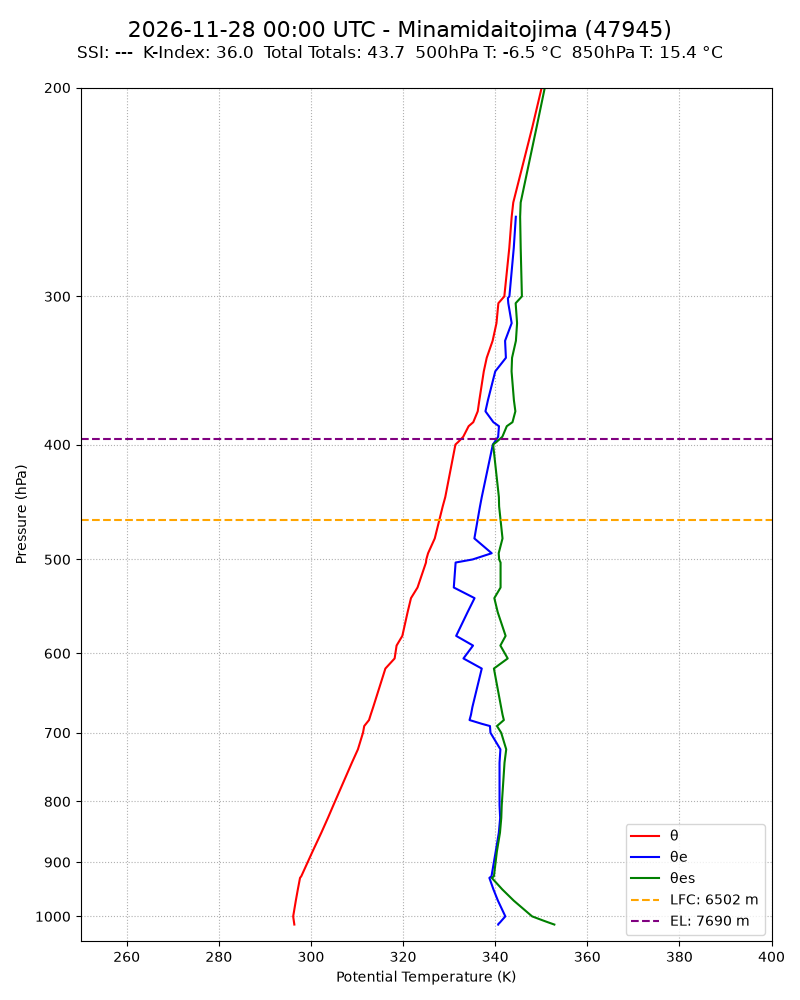 2026-11-28 00:00 UTC - Minamidaitojima (47945)
SSI: ---  K-Index: 36.0  Total Totals: 43.7  500hPa T: -6.5 °C  850hPa T: 15.4 °C
200
300
400
500
600
700
800
900
1000
Pressure (hPa)
260
280
300
320
340
360
380
400
Potential Temperature (K)
θ
θe
θes
LFC: 6502 m
EL: 7690 m